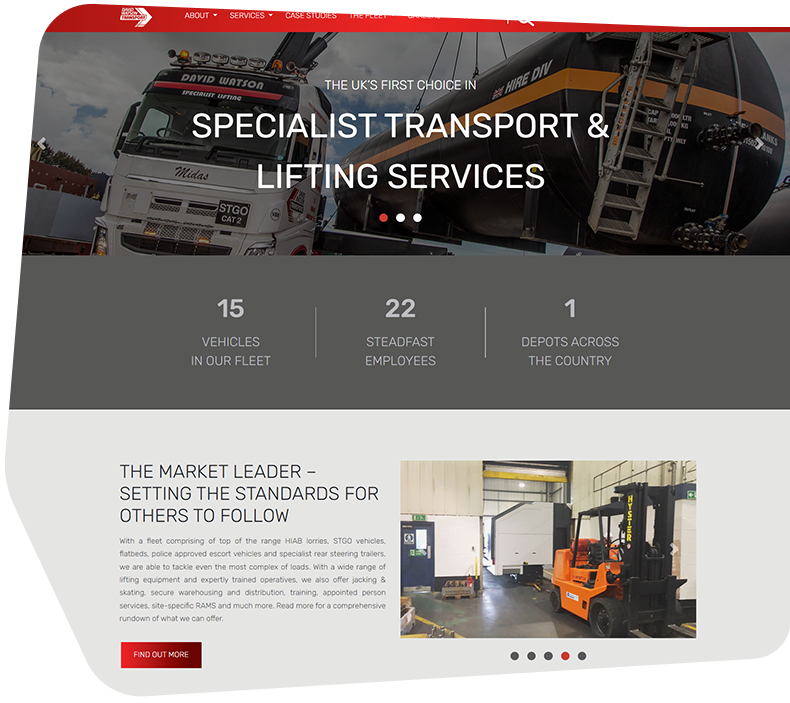 DAVID
WATSON
TRANSPORT
ABOUT
SERVICES
CASE STUDIES
THE FLEET
DAVID WATSON
SPECIALIST LIFTING
Midas
STGO
CAT 2
HIRE DIV
THE UK'S FIRST CHOICE IN
SPECIALIST TRANSPORT &
LIFTING SERVICES
15
VEHICLES
IN OUR FLEET
22
STEADFAST
EMPLOYEES
1
DEPOTS ACROSS
THE COUNTRY
THE MARKET LEADER –
SETTING THE STANDARDS FOR
OTHERS TO FOLLOW
With a fleet comprising of top of the range HIAB lorries, STGO vehicles,
flatbeds, police approved escort vehicles and specialist rear steering trailers,
we are able to tackle even the most complex of loads. With a wide range of
lifting equipment and expertly trained operatives, we also offer jacking &
skating, secure warehousing and distribution, training, appointed person
services, site-specific RAMS and much more. Read more for a comprehensive
rundown of what we can offer.
FIND OUT MORE
HYSTER